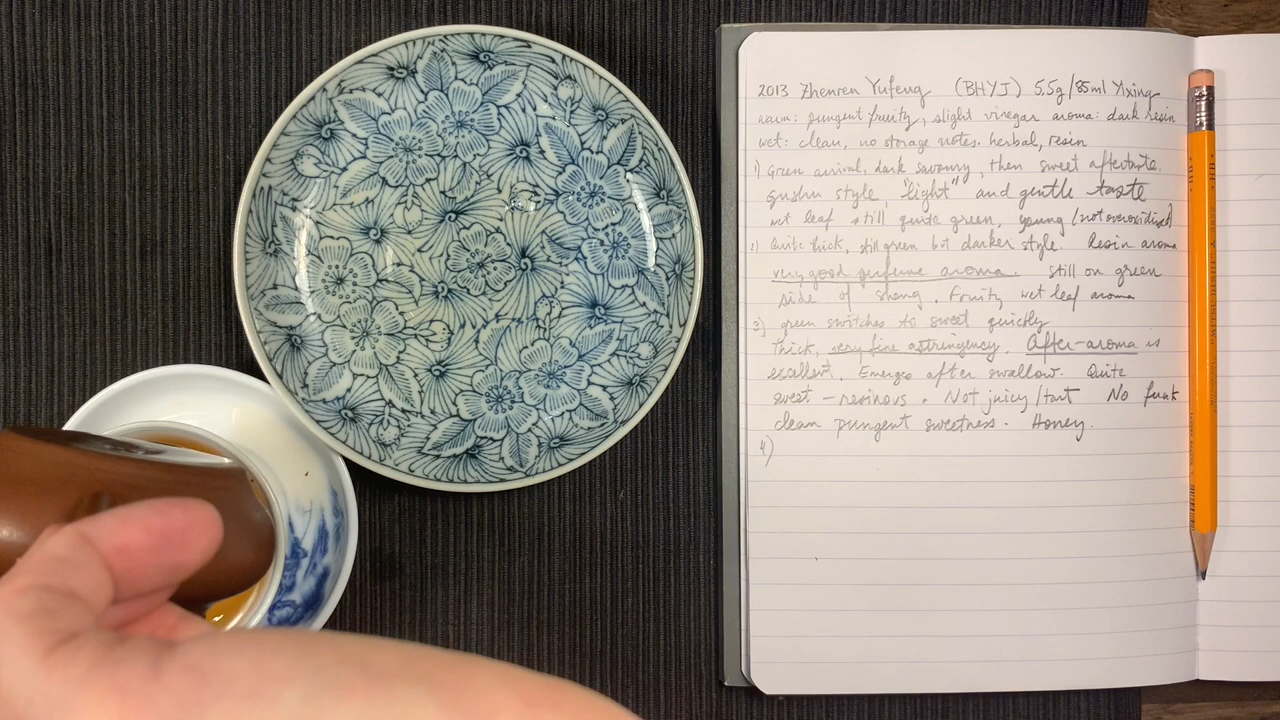 2013 Zhenren Yufeng (BHYJ) 5.5g/85ml Yixing
warm: pungent fruity, slight vinegar aroma: dark resin
wet: clean, no storage notes. herbal, resin
1) Green arrival, dark savoury, then sweet aftertaste.
gushu style, "light" and gentle taste
wet leaf still quite green, young (not overoxidized)
2) Quite thick, still green but darker style. Resin aroma
very good perfume aroma. still on green
side of sheng. Fruity wet leaf aroma
3) green switches to sweet quickly
thick, very fine astringency. After-aroma is
excellent. Emerges after swallow. Quite
sweet - resinous. Not juicy/tart No funk
clean pungent sweetness. Honey.
4)
HB